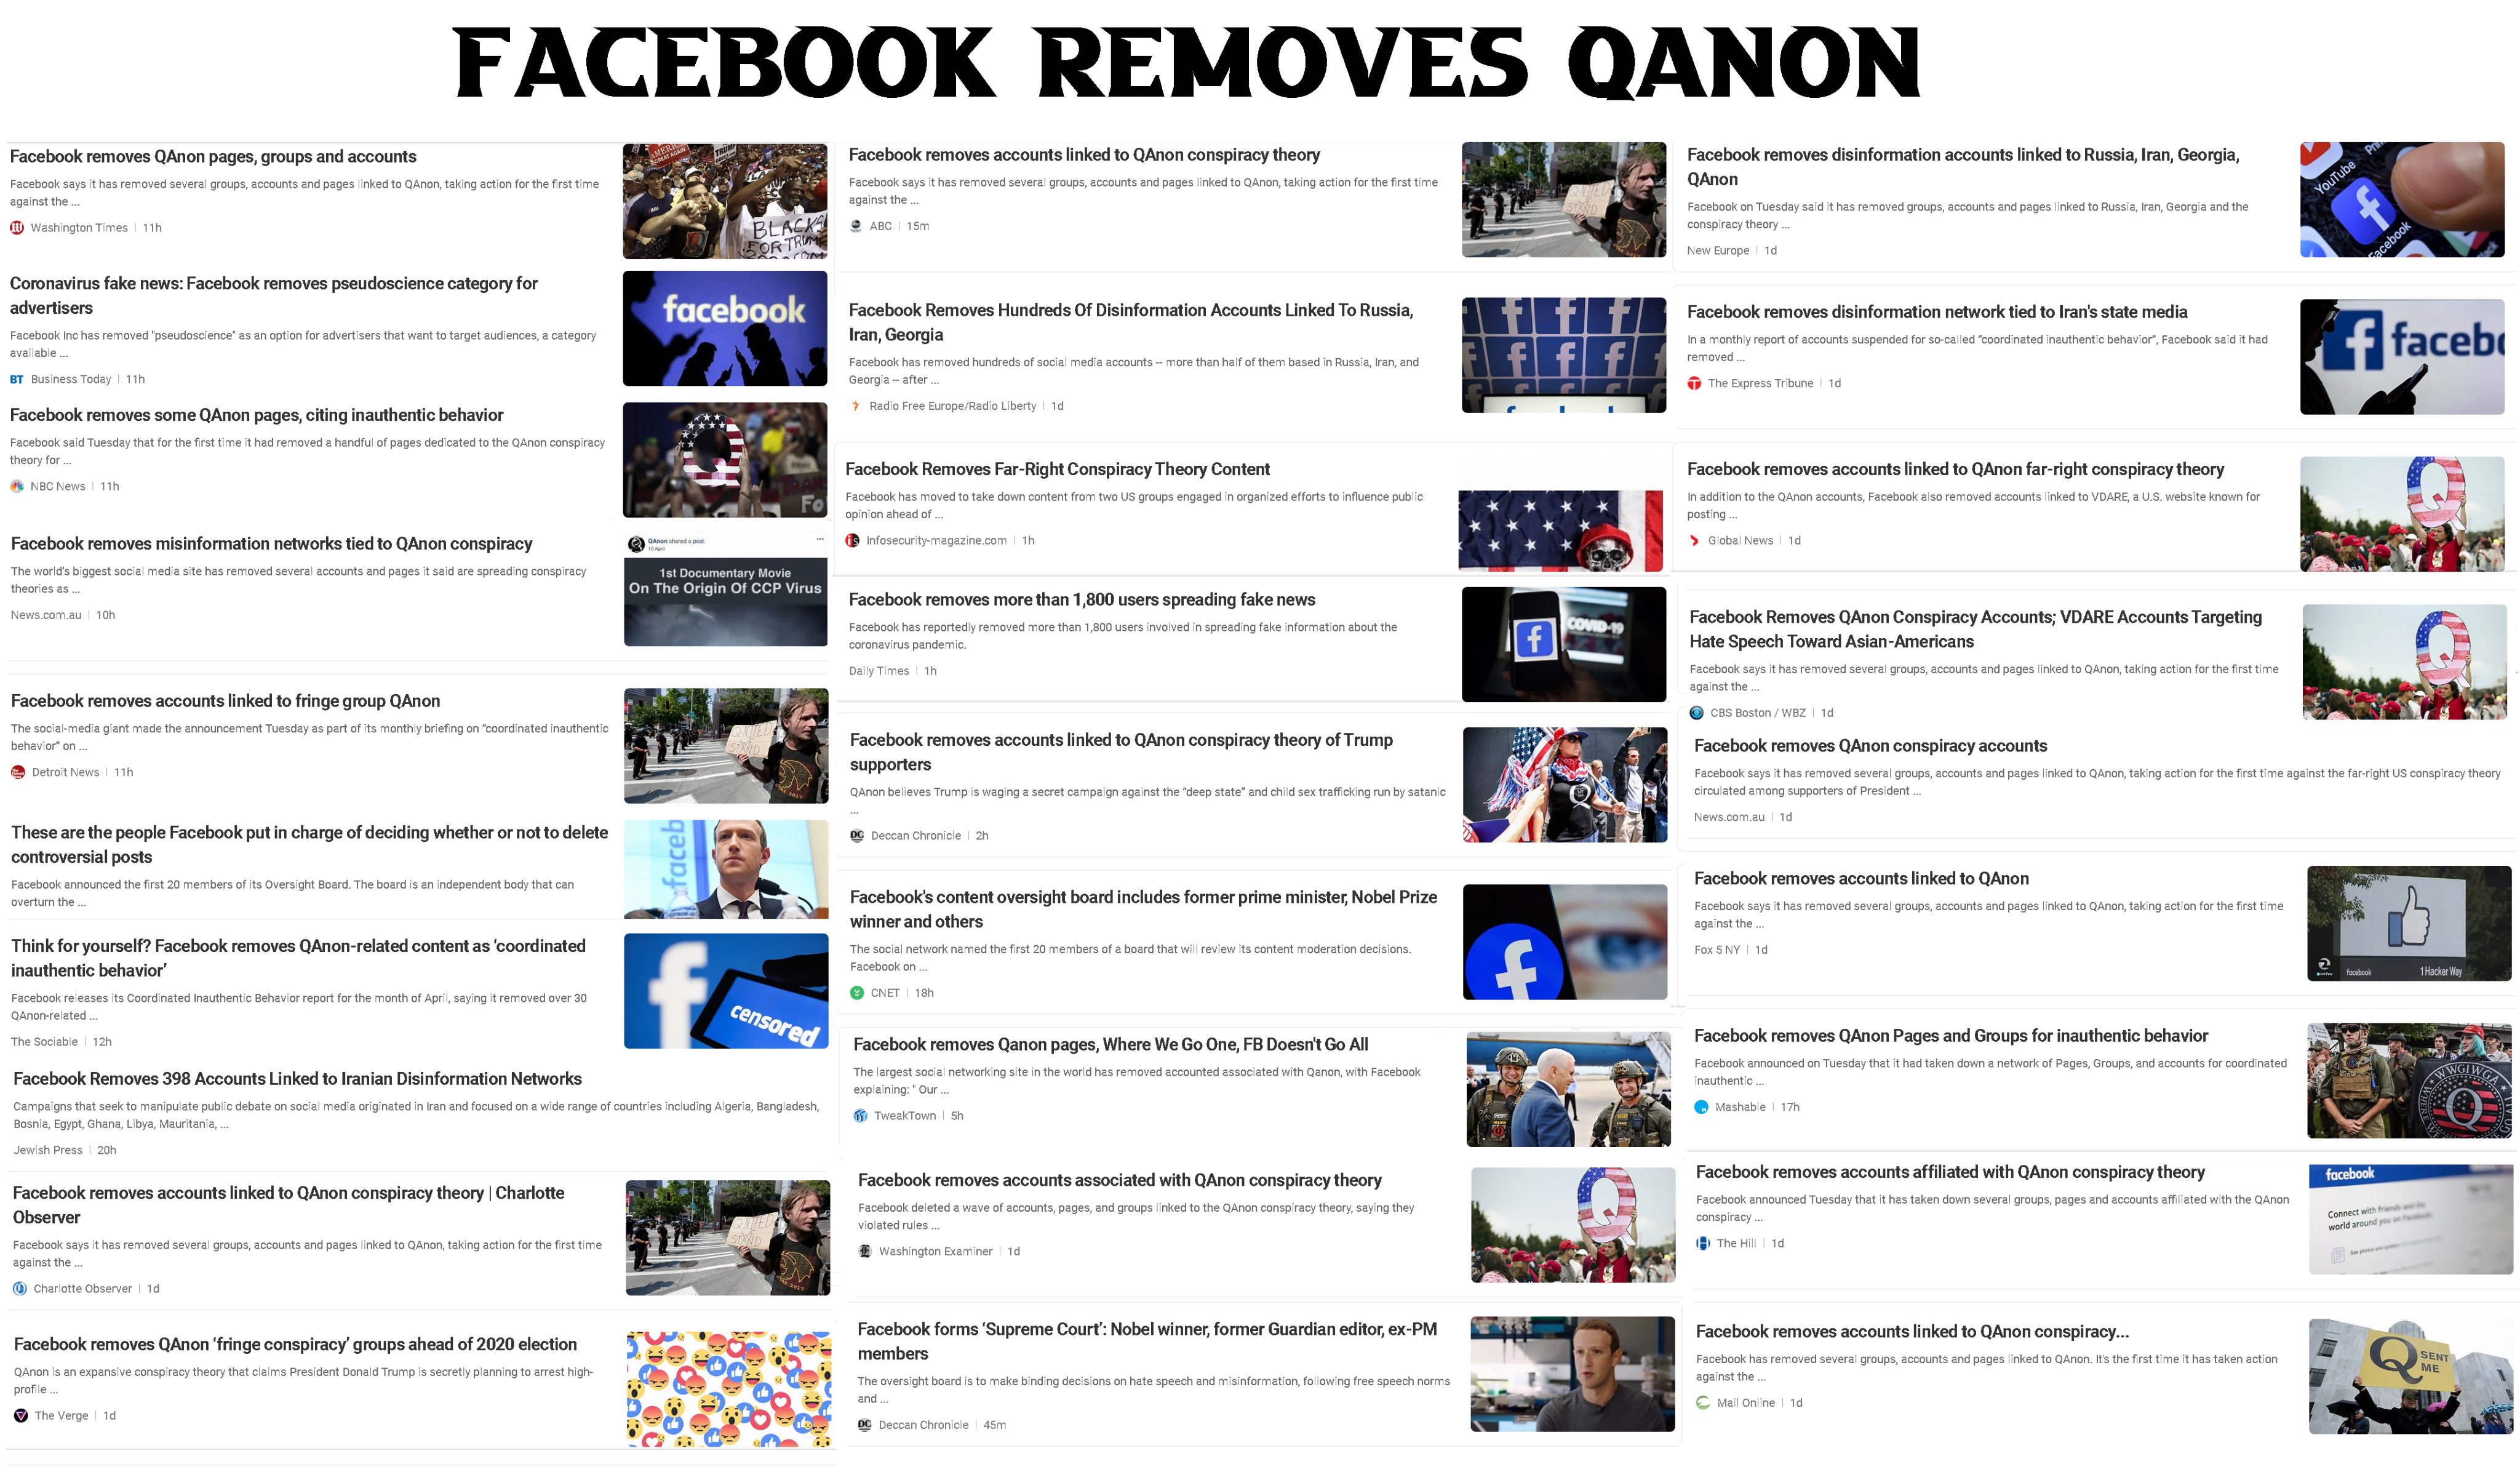 FACEBOOK REMOVES QANON
Facebook removes QAnon pages, groups and accounts
Facebook says it has removed several groups, accounts and pages linked to QAnon, taking action for the first time
against the ...
Washington Times | 11h
BLACKS
FOR TRUMP
Coronavirus fake news: Facebook removes pseudoscience category for
advertisers
Facebook Inc has removed "pseudoscience" as an option for advertisers that want to target audiences, a category
available ...
BT Business Today | 11h
facebook
Facebook removes some QAnon pages, citing inauthentic behavior
Facebook said Tuesday that for the first time it had removed a handful of pages dedicated to the QAnon conspiracy
theory for ...
NBC News | 11h
Q
Facebook removes misinformation networks tied to QAnon conspiracy
The world's biggest social media site has removed several accounts and pages it said are spreading conspiracy
theories as ...
News.com.au | 10h
QAnon shared a post.
10 April
1st Documentary Movie
On The Origin Of CCP Virus
Facebook removes accounts linked to fringe group QAnon
The social-media giant made the announcement Tuesday as part of its monthly briefing on “coordinated inauthentic
behavior” on ...
Detroit News | 11h
These are the people Facebook put in charge of deciding whether or not to delete
controversial posts
Facebook announced the first 20 members of its Oversight Board. The board is an independent body that can
overturn the ...
faceb
Think for yourself? Facebook removes QAnon-related content as ‘coordinated
inauthentic behavior’
Facebook releases its Coordinated Inauthentic Behavior report for the month of April, saying it removed over 30
QAnon-related ...
The Sociable | 12h
censored
Facebook Removes 398 Accounts Linked to Iranian Disinformation Networks
Campaigns that seek to manipulate public debate on social media originated in Iran and focused on a wide range of countries including Algeria, Bangladesh,
Bosnia, Egypt, Ghana, Libya, Mauritania, ...
Jewish Press | 20h
Facebook removes accounts linked to QAnon conspiracy theory | Charlotte
Observer
Facebook says it has removed several groups, accounts and pages linked to QAnon, taking action for the first time
against the ...
Charlotte Observer | 1d
Facebook removes QAnon ‘fringe conspiracy’ groups ahead of 2020 election
QAnon is an expansive conspiracy theory that claims President Donald Trump is secretly planning to arrest high-
profile ...
The Verge | 1d
Facebook removes accounts linked to QAnon conspiracy theory
Facebook says it has removed several groups, accounts and pages linked to QAnon, taking action for the first time
against the ...
ABC | 15m
Facebook Removes Hundreds Of Disinformation Accounts Linked To Russia,
Iran, Georgia
Facebook has removed hundreds of social media accounts -- more than half of them based in Russia, Iran, and
Georgia -- after ...
Radio Free Europe/Radio Liberty | 1d
Facebook Removes Far-Right Conspiracy Theory Content
Facebook has moved to take down content from two US groups engaged in organized efforts to influence public
opinion ahead of ...
Infosecurity-magazine.com | 1h
Facebook removes more than 1,800 users spreading fake news
Facebook has reportedly removed more than 1,800 users involved in spreading fake information about the
coronavirus pandemic.
Daily Times | 1h
COVID-19
Facebook removes accounts linked to QAnon conspiracy theory of Trump
supporters
QAnon believes Trump is waging a secret campaign against the “deep state” and child sex trafficking run by satanic
...
DC Deccan Chronicle | 2h
Q
Facebook's content oversight board includes former prime minister, Nobel Prize
winner and others
The social network named the first 20 members of a board that will review its content moderation decisions.
Facebook on ...
CNET | 18h
Facebook removes Qanon pages, Where We Go One, FB Doesn't Go All
The largest social networking site in the world has removed accounted associated with Qanon, with Facebook
explaining: " Our ...
TweakTown | 5h
Facebook removes accounts associated with QAnon conspiracy theory
Facebook deleted a wave of accounts, pages, and groups linked to the QAnon conspiracy theory, saying they
violated rules ...
Washington Examiner | 1d
Q
Facebook forms ‘Supreme Court’: Nobel winner, former Guardian editor, ex-PM
members
The oversight board is to make binding decisions on hate speech and misinformation, following free speech norms
and ...
DC Deccan Chronicle | 45m
Facebook removes disinformation accounts linked to Russia, Iran, Georgia,
QAnon
Facebook on Tuesday said it has removed groups, accounts and pages linked to Russia, Iran, Georgia and the
conspiracy theory ...
New Europe | 1d
YouTube
Facebook
Facebook removes disinformation network tied to Iran's state media
In a monthly report of accounts suspended for so-called “coordinated inauthentic behavior”, Facebook said it had
removed ...
The Express Tribune | 1d
facebo
Facebook removes accounts linked to QAnon far-right conspiracy theory
In addition to the QAnon accounts, Facebook also removed accounts linked to VDARE, a U.S. website known for
posting ...
Global News | 1d
Q
Facebook Removes QAnon Conspiracy Accounts; VDARE Accounts Targeting
Hate Speech Toward Asian-Americans
Facebook says it has removed several groups, accounts and pages linked to QAnon, taking action for the first time
against the ...
CBS Boston / WBZ | 1d
Q
Facebook removes QAnon conspiracy accounts
Facebook says it has removed several groups, accounts and pages linked to QAnon, taking action for the first time against the far-right US conspiracy theory
circulated among supporters of President ...
News.com.au | 1d
Facebook removes accounts linked to QAnon
Facebook says it has removed several groups, accounts and pages linked to QAnon, taking action for the first time
against the ...
Fox 5 NY | 1d
facebook 1 Hacker Way
Facebook removes QAnon Pages and Groups for inauthentic behavior
Facebook announced on Tuesday that it had taken down a network of Pages, Groups, and accounts for coordinated
inauthentic ...
Mashable | 17h
WWG1WGA
Q
Facebook removes accounts affiliated with QAnon conspiracy theory
Facebook announced Tuesday that it has taken down several groups, pages and accounts affiliated with the QAnon
conspiracy ...
The Hill | 1d
facebook
Connect with friends and the
world around you on Facebook.
Facebook removes accounts linked to QAnon conspiracy...
Facebook has removed several groups, accounts and pages linked to QAnon. It's the first time it has taken action
against the ...
Mail Online | 1d
Q SENT
ME